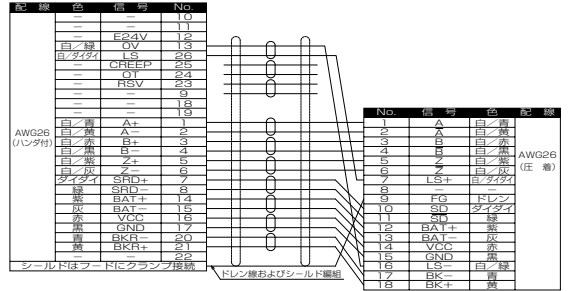 配 線 色 信 号 No.
－ － 10
－ － 11
－ E24V 12
白／緑 0V 13
白／ダイダイ LS 26
－ CREEP 25
－ OT 24
－ RSV 23
－ － 9
－ － 18
－ － 19
白／青 A+ 1
白／黄 A− 2
白／赤 B+ 3
白／黒 B− 4
白／紫 Z+ 5
白／灰 Z− 6
ダイダイ SRD+ 7
緑 SRD− 8
紫 BAT+ 14
灰 BAT− 15
赤 VCC 16
黒 GND 17
青 BKR− 20
黄 BKR+ 21
－ － 22
AWG26
(ハンダ付)
シールドはフードにクランプ接続
ドレン線およびシールド編組
No. 信 号 色 配 線
1 A 白／青
2 A̅ 白／黄
3 B 白／赤
4 B̅ 白／黒
5 Z 白／紫
6 Z̅ 白／灰
7 LS+ 白／ダイダイ
8 － －
9 FG ドレン
10 SD ダイダイ
11 S̅D̅ 緑
12 BAT+ 紫
13 BAT− 灰
14 VCC 赤
15 GND 黒
16 LS− 白／緑
17 BK− 青
18 BK+ 黄
AWG26
(圧 着)